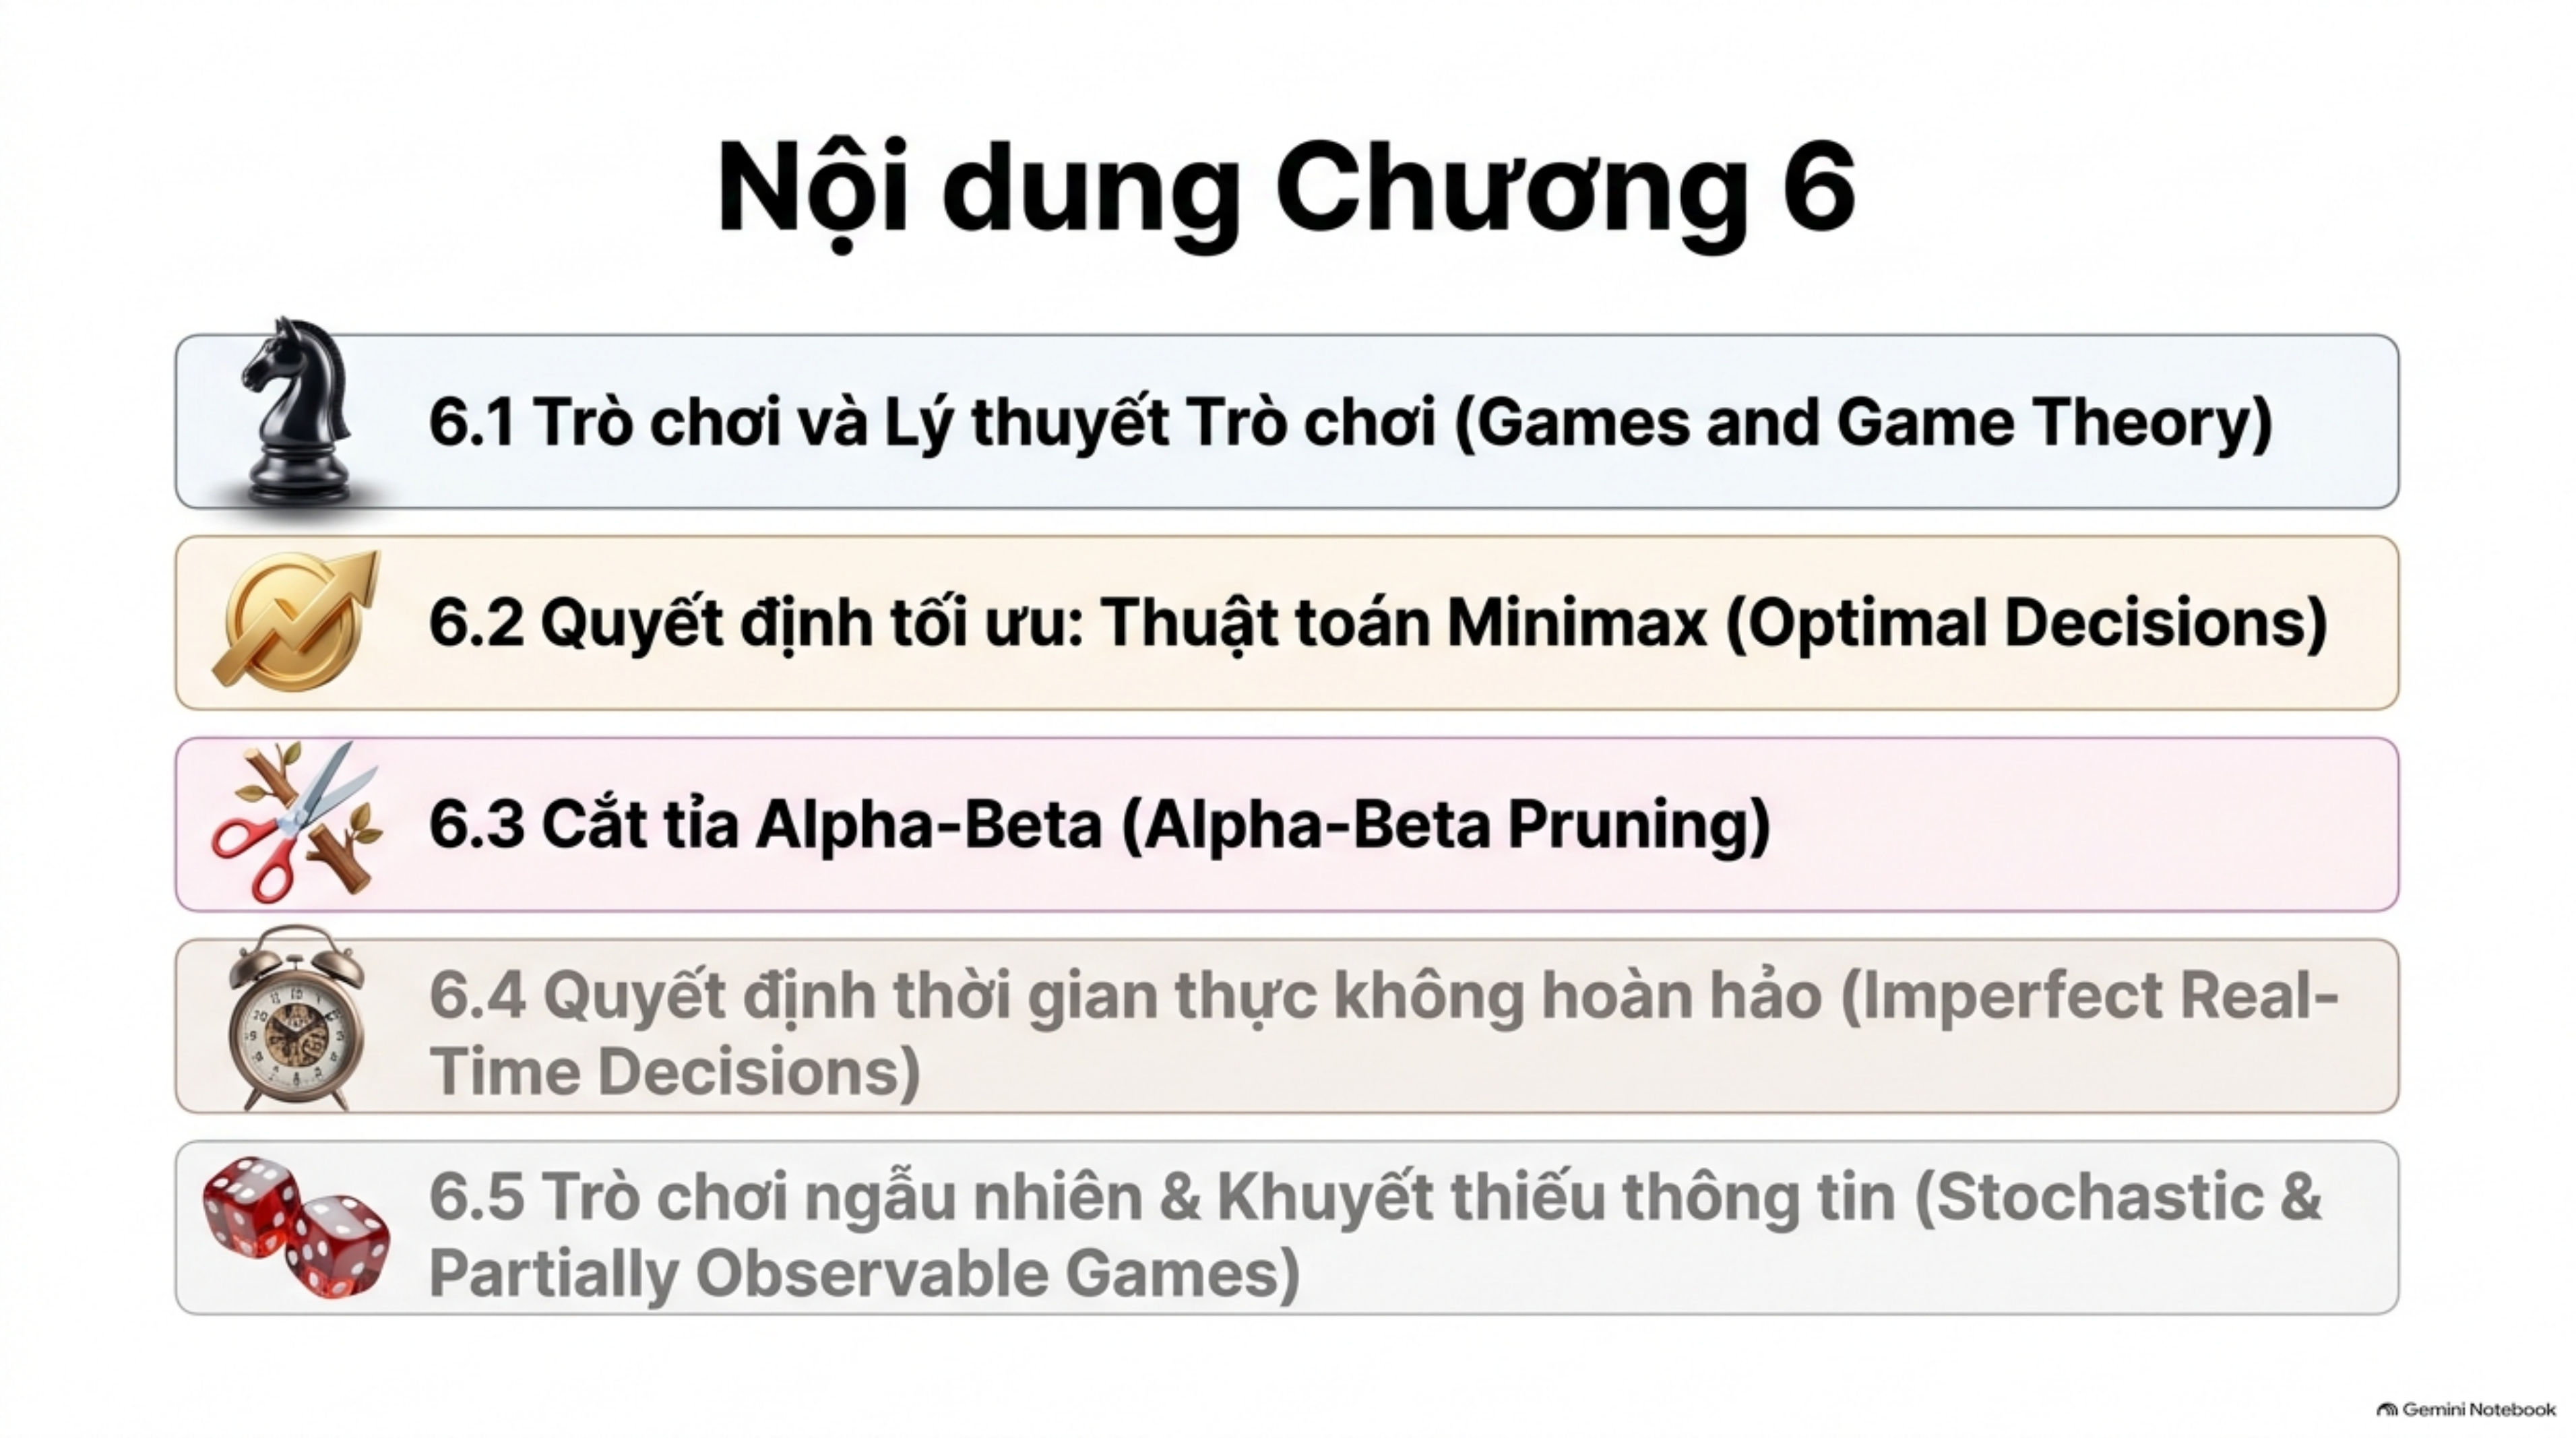 Nội dung Chương 6
6.1 Trò chơi và Lý thuyết Trò chơi (Games and Game Theory)
6.2 Quyết định tối ưu: Thuật toán Minimax (Optimal Decisions)
6.3 Cắt tỉa Alpha-Beta (Alpha-Beta Pruning)
6.4 Quyết định thời gian thực không hoàn hảo (Imperfect Real-
Time Decisions)
6.5 Trò chơi ngẫu nhiên & Khuyết thiếu thông tin (Stochastic &
Partially Observable Games)
Gemini Notebook